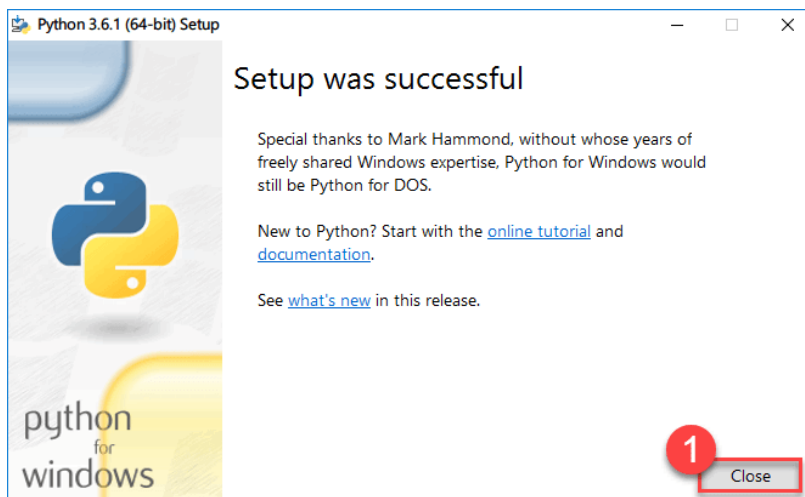 Python 3.6.1 (64-bit) Setup
Setup was successful
Special thanks to Mark Hammond, without whose years of
freely shared Windows expertise, Python for Windows would
still be Python for DOS.
New to Python? Start with the online tutorial and
documentation.
See what's new in this release.
python
for
windows
1
Close